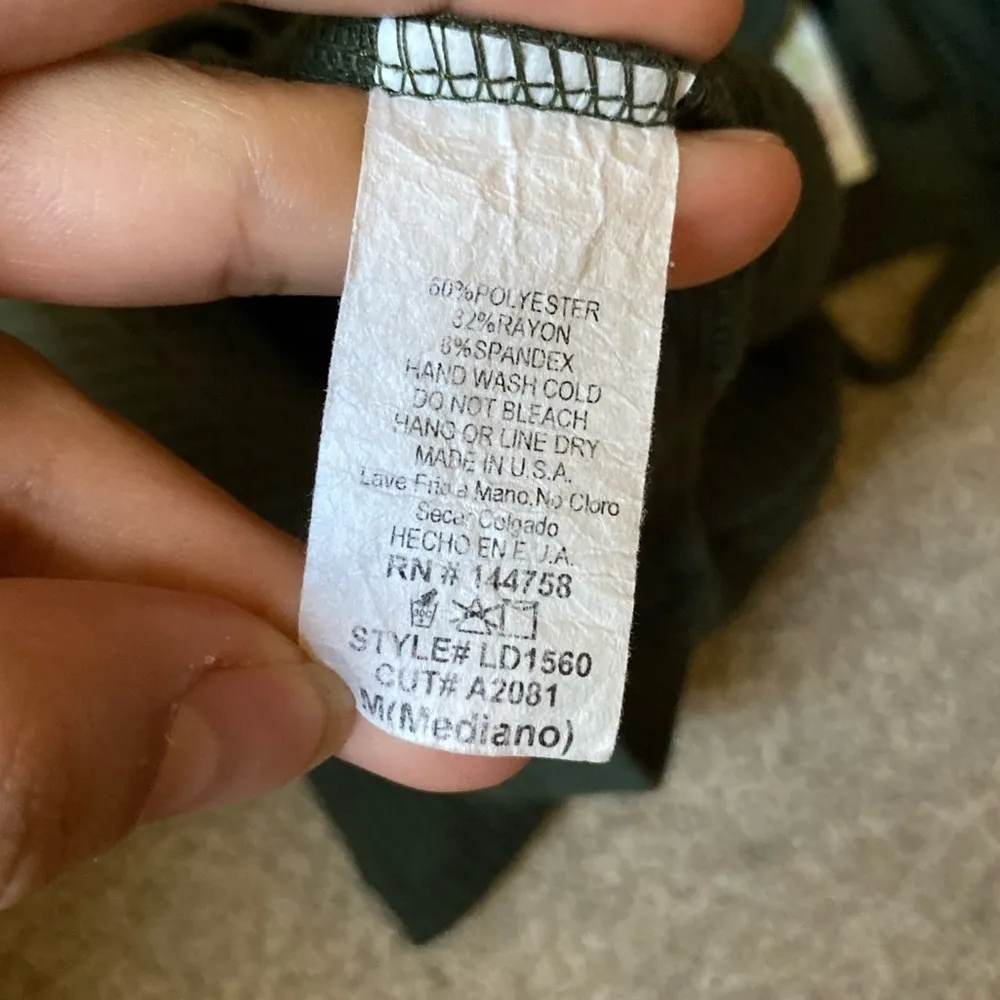 60%POLYESTER
32%RAYON
8%SPANDEX
HAND WASH COLD
DO NOT BLEACH
HANG OR LINE DRY
MADE IN U.S.A.
Lave Frio a Mano,No Cloro
Secar Colgado
HECHO EN E.U.A.
RN # 144758
STYLE# LD1560
CUT# A2081
M(Mediano)